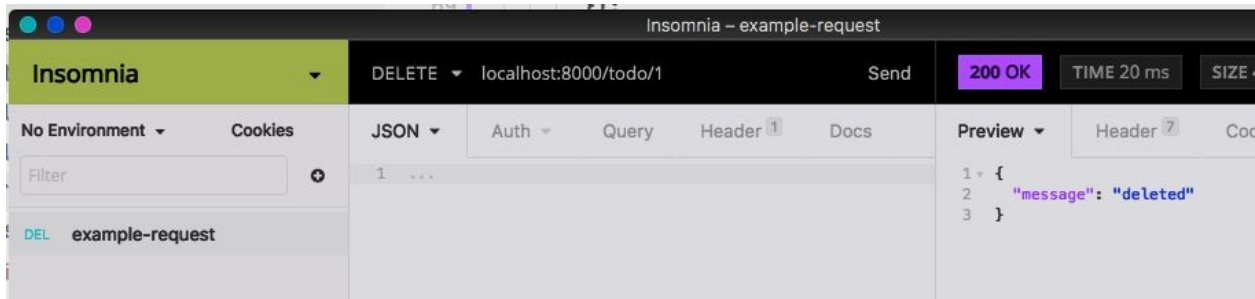 Insomnia – example-request
Insomnia
DELETE localhost:8000/todo/1 Send
200 OK TIME 20 ms SIZE
No Environment Cookies
JSON Auth Query Header 1 Docs
Preview Header 7
Filter
1 ...
1 {
2 "message": "deleted"
3 }
DEL example-request